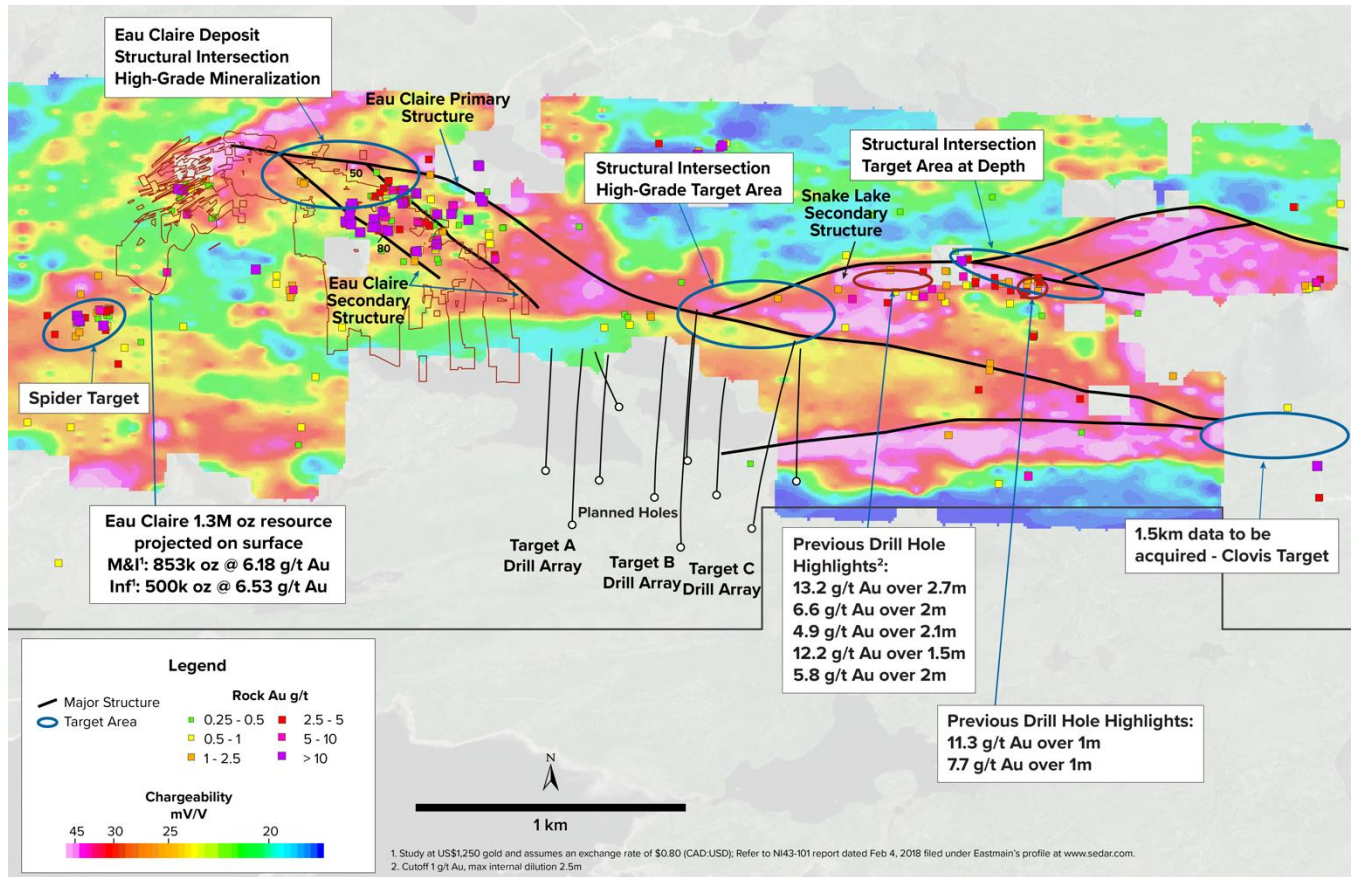 Eau Claire Deposit
Structural Intersection
High-Grade Mineralization
Eau Claire Primary
Structure
Structural Intersection
High-Grade Target Area
Structural Intersection
Target Area at Depth
Snake Lake
Secondary
Structure
50
80
Eau Claire
Secondary
Structure
Spider Target
Eau Claire 1.3M oz resource
projected on surface
M&I¹: 853k oz @ 6.18 g/t Au
Inf¹: 500k oz @ 6.53 g/t Au
Planned Holes
Target A
Drill Array
Target B
Drill Array
Target C
Drill Array
Previous Drill Hole
Highlights²:
13.2 g/t Au over 2.7m
6.6 g/t Au over 2m
4.9 g/t Au over 2.1m
12.2 g/t Au over 1.5m
5.8 g/t Au over 2m
1.5km data to be
acquired - Clovis Target
Previous Drill Hole Highlights:
11.3 g/t Au over 1m
7.7 g/t Au over 1m
Legend
Major Structure
Target Area
Rock Au g/t
0.25 - 0.5
0.5 - 1
1 - 2.5
2.5 - 5
5 - 10
> 10
Chargeability
mV/V
45 30 25 20
N
1 km
1. Study at US$1,250 gold and assumes an exchange rate of $0.80 (CAD:USD); Refer to NI43-101 report dated Feb 4, 2018 filed under Eastmain's profile at www.sedar.com.
2. Cutoff 1 g/t Au, max internal dilution 2.5m